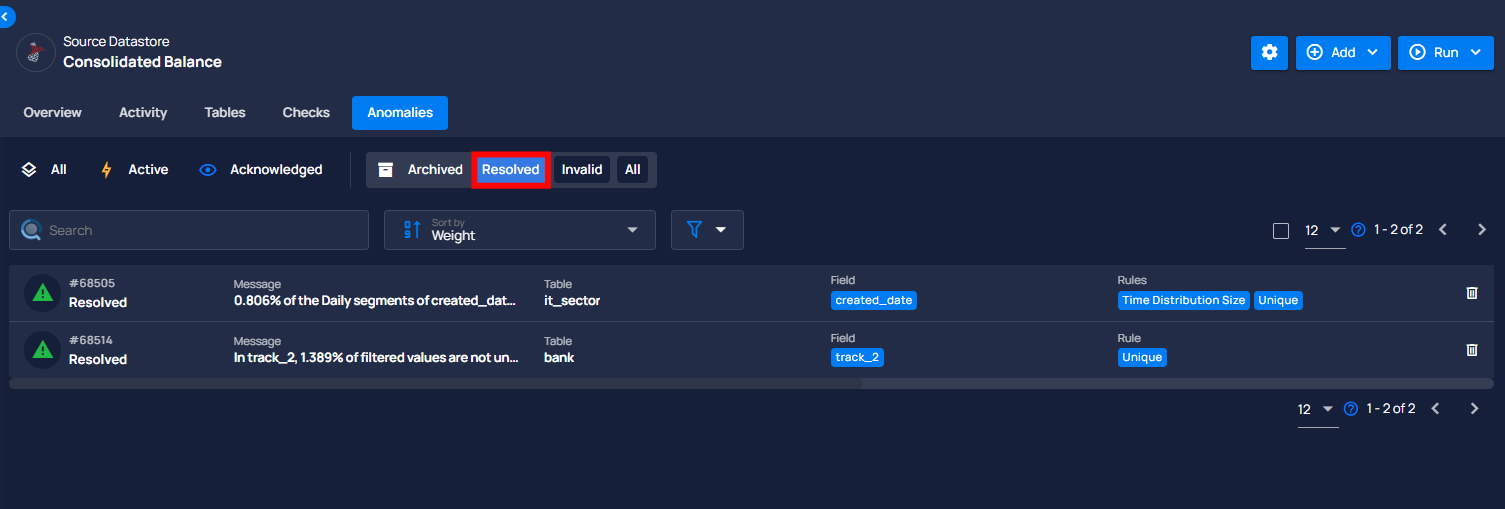 Source Datastore
Consolidated Balance
Add
Run
Overview Activity Tables Checks Anomalies
All Active Acknowledged Archived Resolved Invalid All
Search
Sort by
Weight
12 1 - 2 of 2
#68505
Resolved
Message
0.806% of the Daily segments of created_dat...
Table
it_sector
Field
created_date
Rules
Time Distribution Size Unique
#68514
Resolved
Message
In track_2, 1.389% of filtered values are not un...
Table
bank
Field
track_2
Rule
Unique
12 1 - 2 of 2